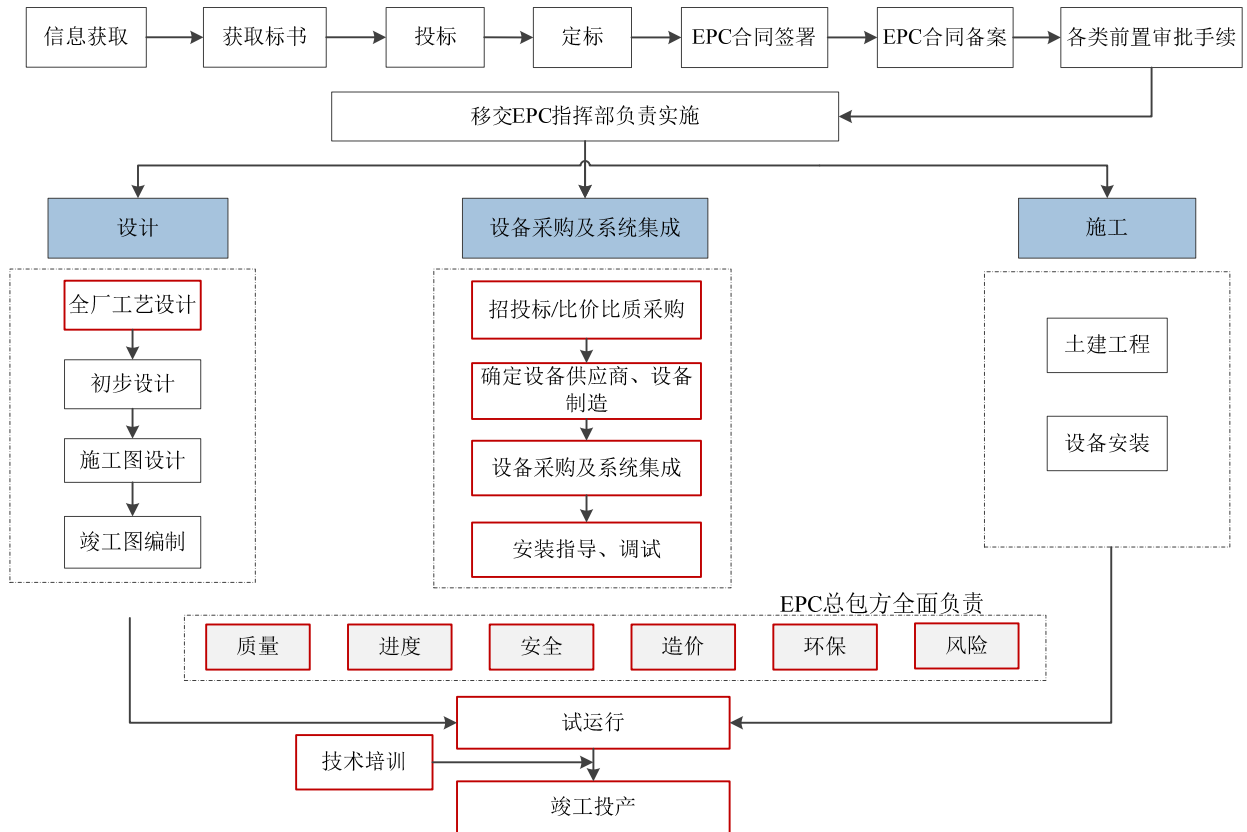 信息获取
获取标书
投标
定标
EPC合同签署
EPC合同备案
各类前置审批手续
移交EPC指挥部负责实施
设计
设备采购及系统集成
施工
全厂工艺设计
初步设计
施工图设计
竣工图编制
招投标/比价比质采购
确定设备供应商、设备
制造
设备采购及系统集成
安装指导、调试
土建工程
设备安装
EPC总包方全面负责
质量
进度
安全
造价
环保
风险
试运行
技术培训
竣工投产